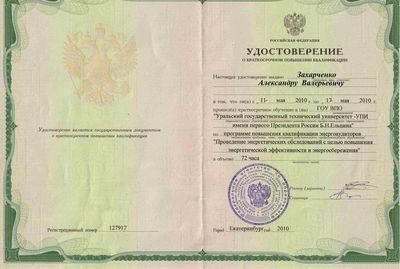 Удостоверение является государственным документом
о краткосрочном повышении квалификации
Регистрационный номер 127917
РОССИЙСКАЯ ФЕДЕРАЦИЯ
УДОСТОВЕРЕНИЕ
О КРАТКОСРОЧНОМ ПОВЫШЕНИИ КВАЛИФИКАЦИИ
Настоящее удостоверение выдано Захарченко
Александру Валерьевичу
в том, что он(а) с 11 мая 2010 г. по 13 мая 2010 г.
прошел(а) краткосрочное обучение в (на) ГОУ ВПО
"Уральский государственный технический университет -УПИ
имени первого Президента России Б.Н.Ельцина"
по программе повышения квалификации энергоаудиторов
"Проведение энергетических обследований с целью повышения
энергетической эффективности и энергосбережения"
в объеме 72 часа
Ректор (директор)
Секретарь
Город Екатеринбург год 2010